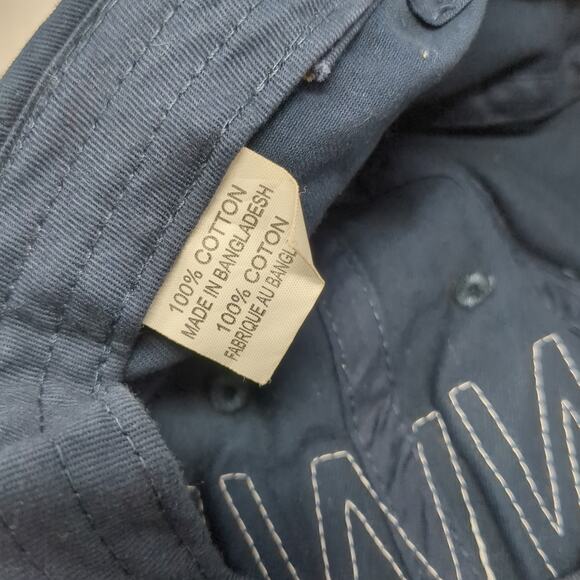 100% COTTON
MADE IN BANGLADESH
100% COTON
FABRIQUE AU BANGL